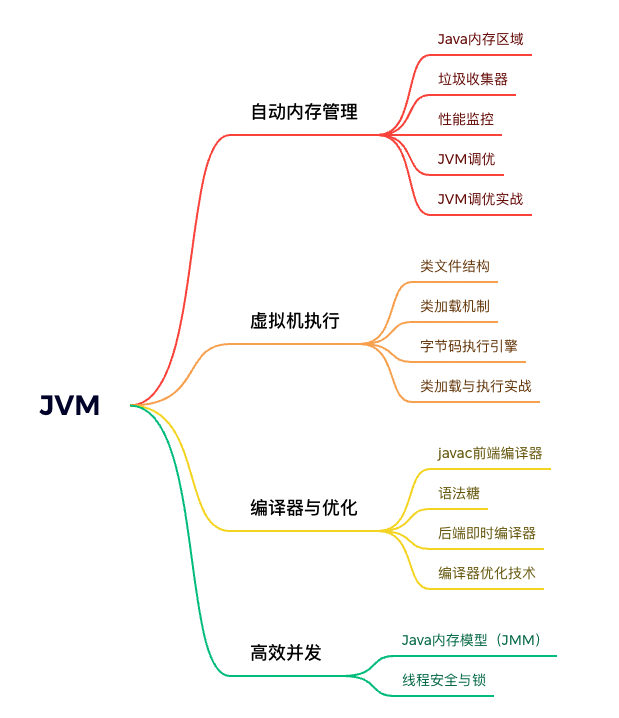 JVM
自动内存管理
Java内存区域
垃圾收集器
性能监控
JVM调优
JVM调优实战
虚拟机执行
类文件结构
类加载机制
字节码执行引擎
类加载与执行实战
编译器与优化
javac前端编译器
语法糖
后端即时编译器
编译器优化技术
高效并发
Java内存模型（JMM）
线程安全与锁